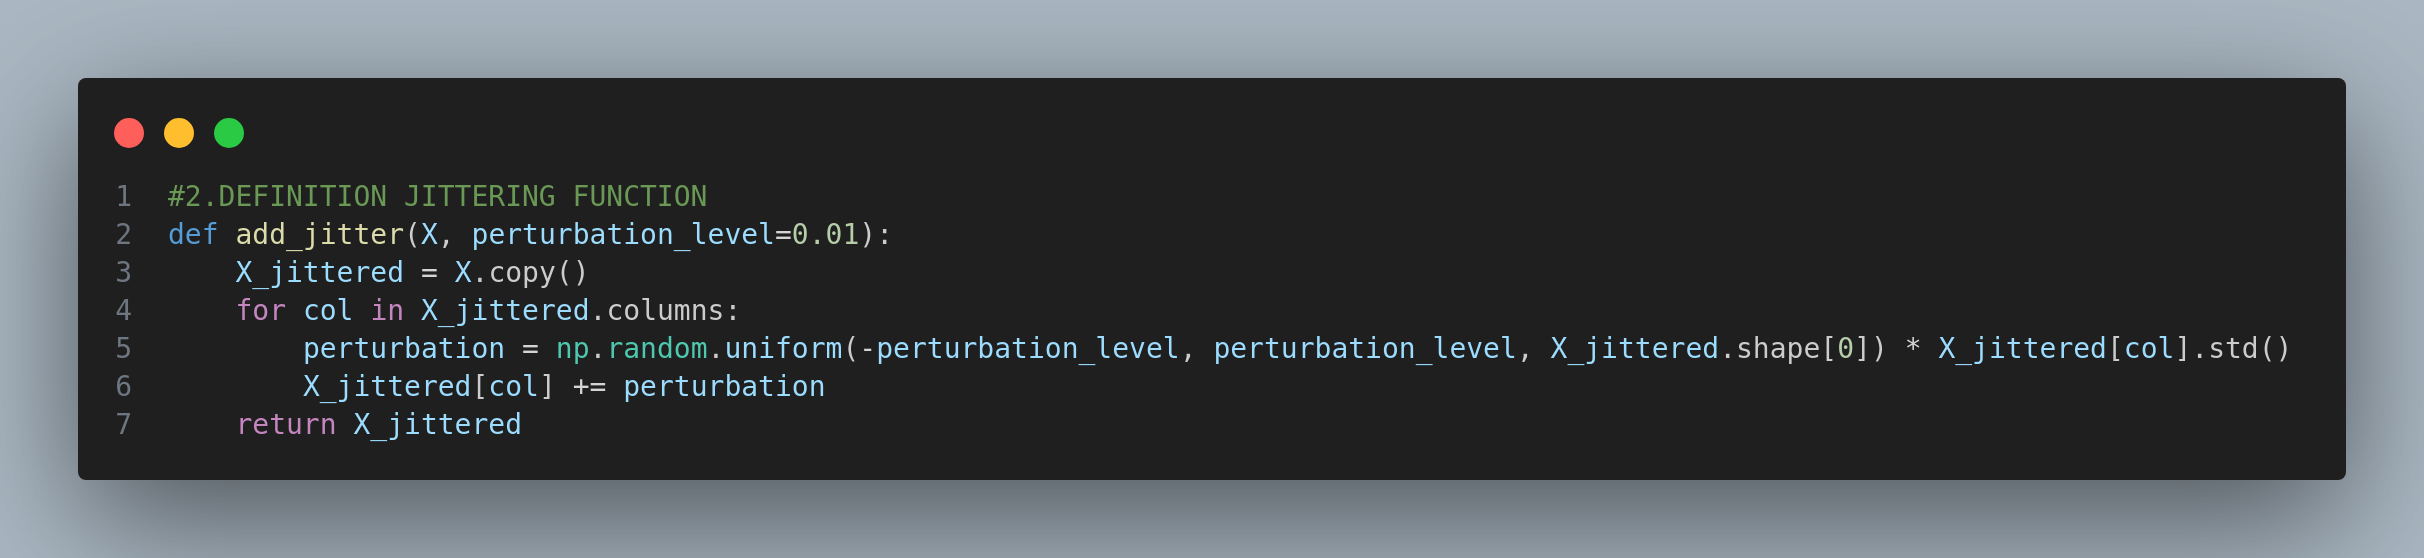 1 #2.DEFINITION JITTERING FUNCTION
2 def add_jitter(X, perturbation_level=0.01):
3     X_jittered = X.copy()
4     for col in X_jittered.columns:
5         perturbation = np.random.uniform(-perturbation_level, perturbation_level, X_jittered.shape[0]) * X_jittered[col].std()
6         X_jittered[col] += perturbation
7     return X_jittered